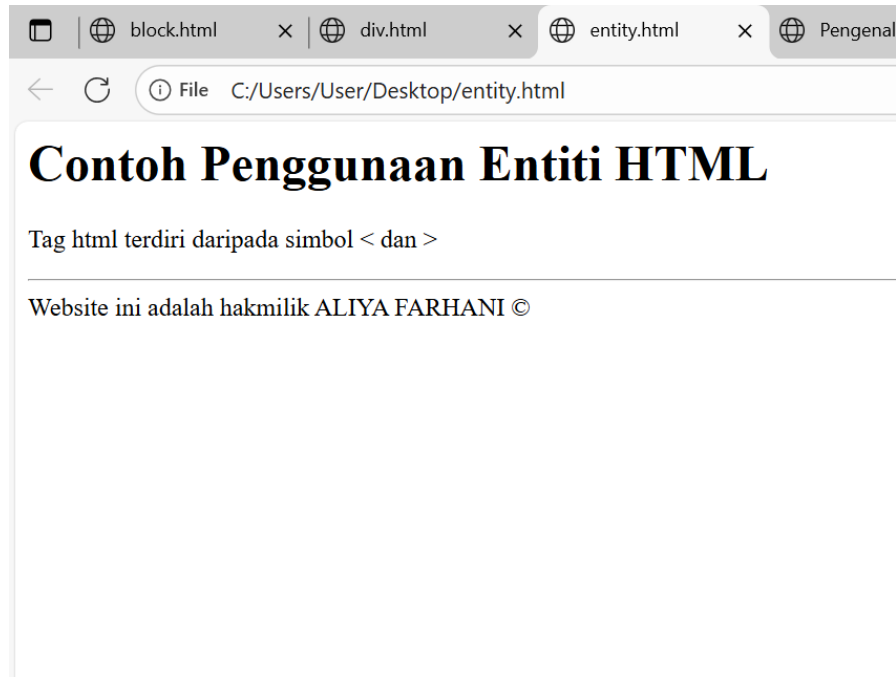 block.html
div.html
entity.html
Pengenal
File C:/Users/User/Desktop/entity.html
Contoh Penggunaan Entiti HTML
Tag html terdiri daripada simbol < dan >
Website ini adalah hakmilik ALIYA FARHANI ©